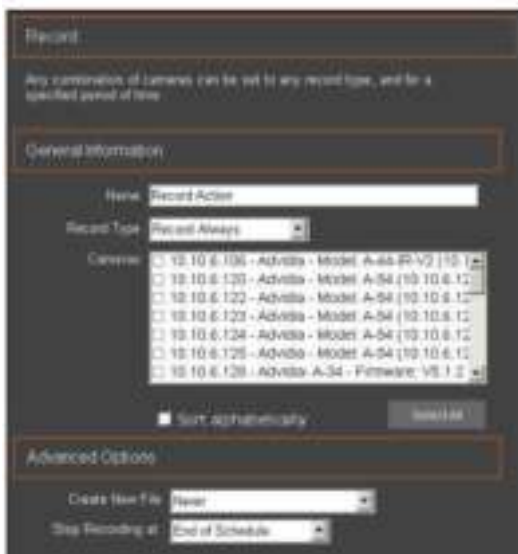 Record
Any combination of cameras can be set to any record type, and for a
specified period of time
General Information
Name Record Action
Record Type Record Always
Cameras 10.10.6.106 - Advidia - Model: A-44-IR-V2 (10.1
10.10.6.120 - Advidia - Model: A-54 (10.10.6.12
10.10.6.122 - Advidia - Model: A-54 (10.10.6.12
10.10.6.123 - Advidia - Model: A-54 (10.10.6.12
10.10.6.124 - Advidia - Model: A-54 (10.10.6.12
10.10.6.125 - Advidia - Model: A-54 (10.10.6.12
10.10.6.128 - Advidia: A-34 - Firmware: V5.1.2
Sort alphabetically Select All
Advanced Options
Create New File Never
Stop Recording at End of Schedule